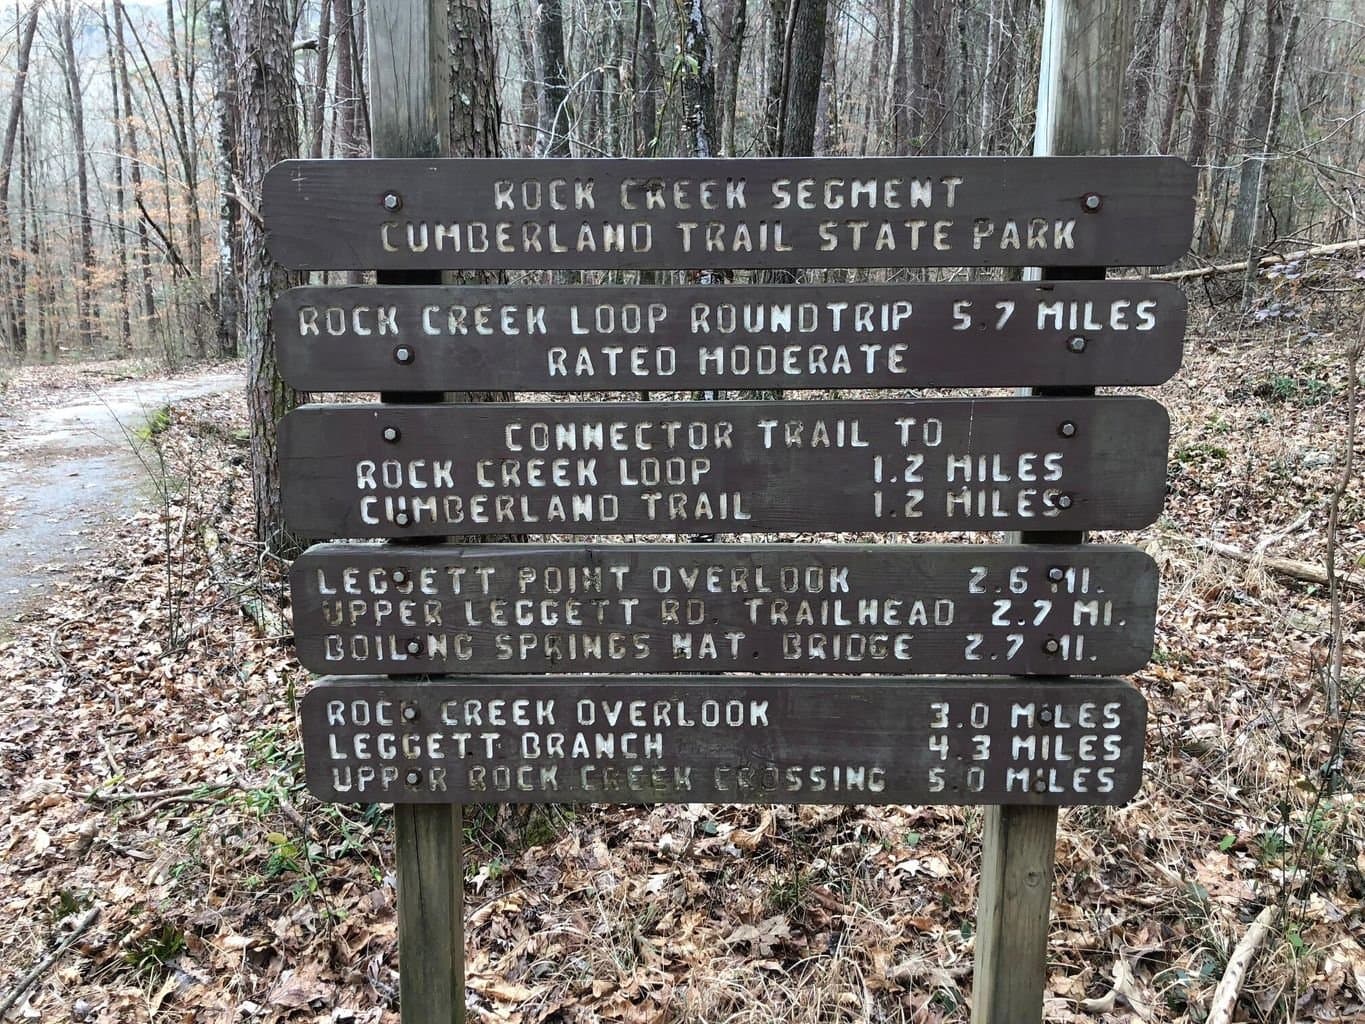 ROCK CREEK SEGMENT
CUMBERLAND TRAIL STATE PARK
ROCK CREEK LOOP ROUNDTRIP 5.7 MILES
RATED MODERATE
CONNECTOR TRAIL TO
ROCK CREEK LOOP 1.2 MILES
CUMBERLAND TRAIL 1.2 MILES
LEGGETT POINT OVERLOOK 2.6 MI.
UPPER LEGGETT RD. TRAILHEAD 2.7 MI.
BOILING SPRINGS NAT. BRIDGE 2.7 MI.
ROCK CREEK OVERLOOK 3.0 MILES
LEGGETT BRANCH 4.3 MILES
UPPER ROCK CREEK CROSSING 5.0 MILES